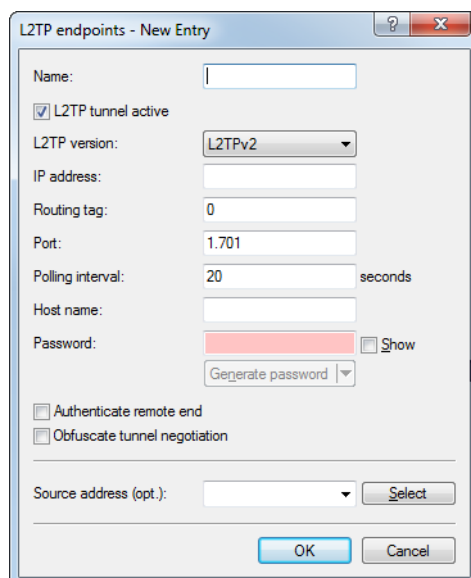 L2TP endpoints - New Entry
Name:
L2TP tunnel active
L2TP version: L2TPv2
IP address:
Routing tag: 0
Port: 1.701
Polling interval: 20 seconds
Host name:
Password: Show
Generate password
Authenticate remote end
Obfuscate tunnel negotiation
Source address (opt.): Select
OK Cancel